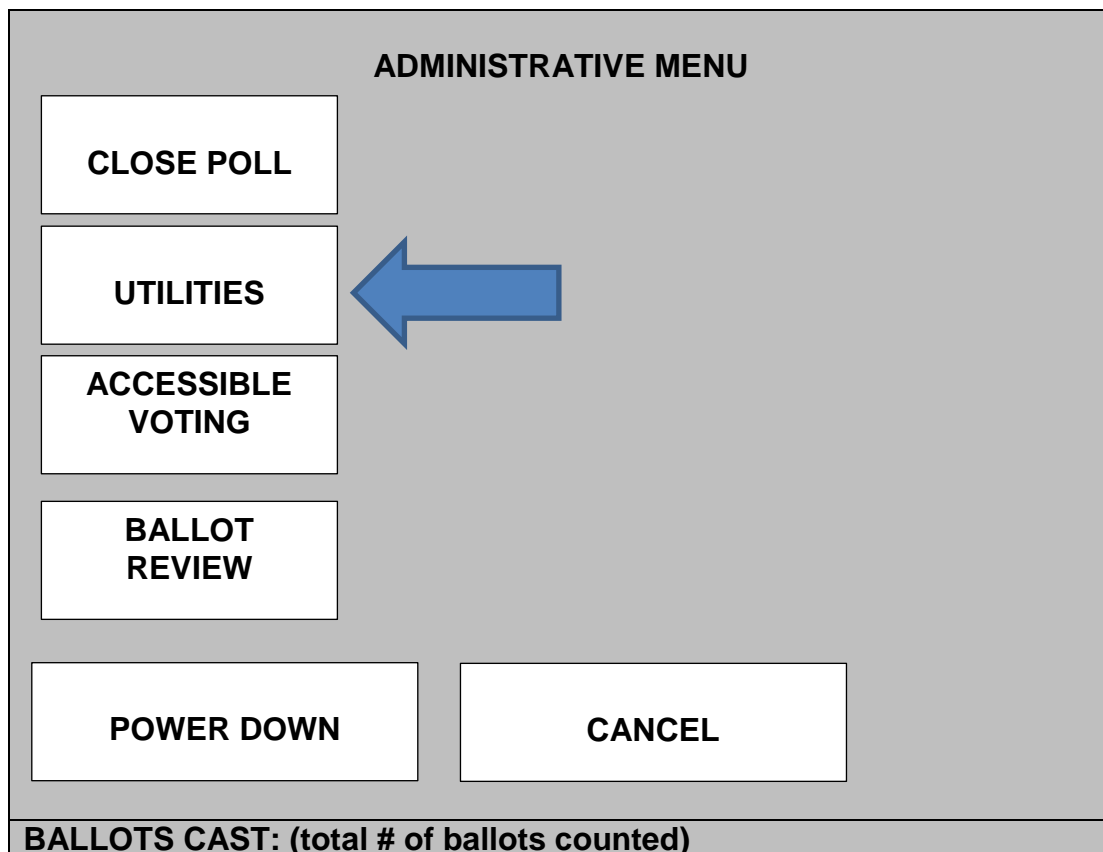 ADMINISTRATIVE MENU
CLOSE POLL
UTILITIES
ACCESSIBLE
VOTING
BALLOT
REVIEW
POWER DOWN
CANCEL
BALLOTS CAST: (total # of ballots counted)